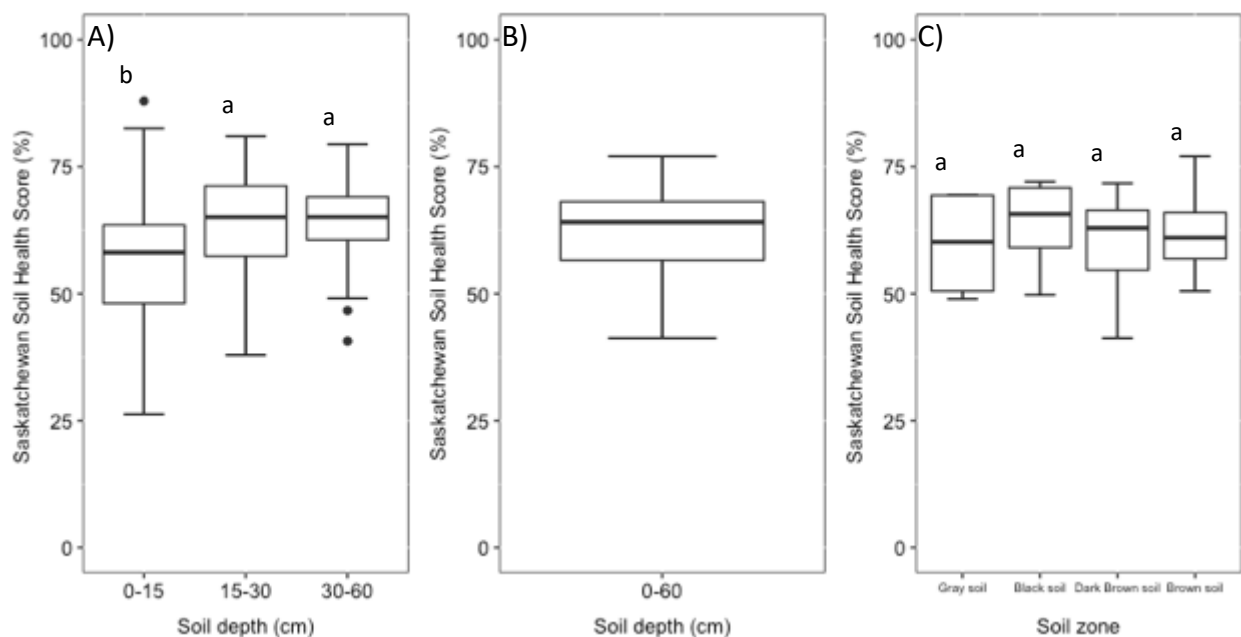 A)
Saskatchewan Soil Health Score (%)
100
75
50
25
0
b
a
a
0-15
15-30
30-60
Soil depth (cm)
B)
Saskatchewan Soil Health Score (%)
100
75
50
25
0
0-60
Soil depth (cm)
C)
Saskatchewan Soil Health Score (%)
100
75
50
25
0
a
a
a
a
Gray soil
Black soil
Dark Brown soil
Brown soil
Soil zone